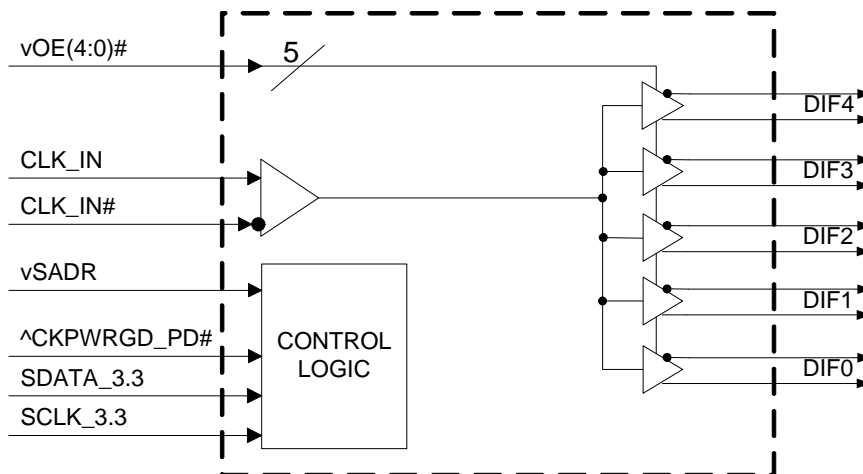 vOE(4:0)#
5
DIF4
CLK_IN
DIF3
CLK_IN#
DIF2
vSADR
DIF1
^CKPWRGD_PD#
CONTROL
LOGIC
SDATA_3.3
DIF0
SCLK_3.3